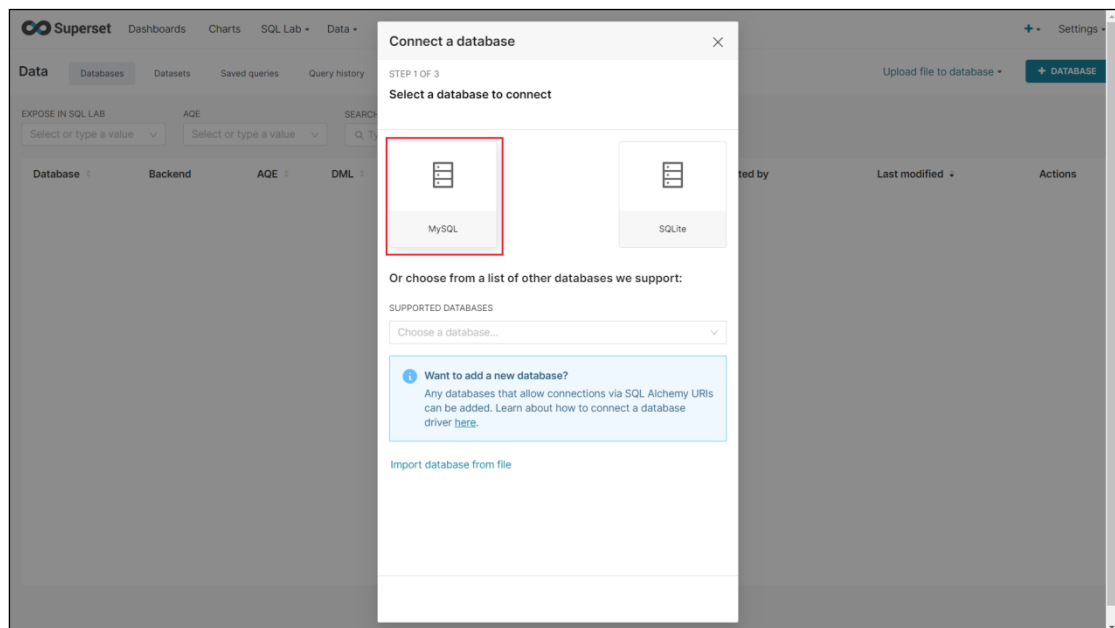 Superset Dashboards Charts SQL Lab Data Settings
Data Databases Datasets Saved queries Query history Upload file to database + DATABASE
EXPOSE IN SQL LAB AQE SEARCH
Select or type a value Select or type a value
Database Backend AQE DML ted by Last modified Actions
Connect a database
STEP 1 OF 3
Select a database to connect
MySQL SQLite
Or choose from a list of other databases we support:
SUPPORTED DATABASES
Choose a database...
Want to add a new database?
Any databases that allow connections via SQL Alchemy URIs
can be added. Learn about how to connect a database
driver here.
Import database from file